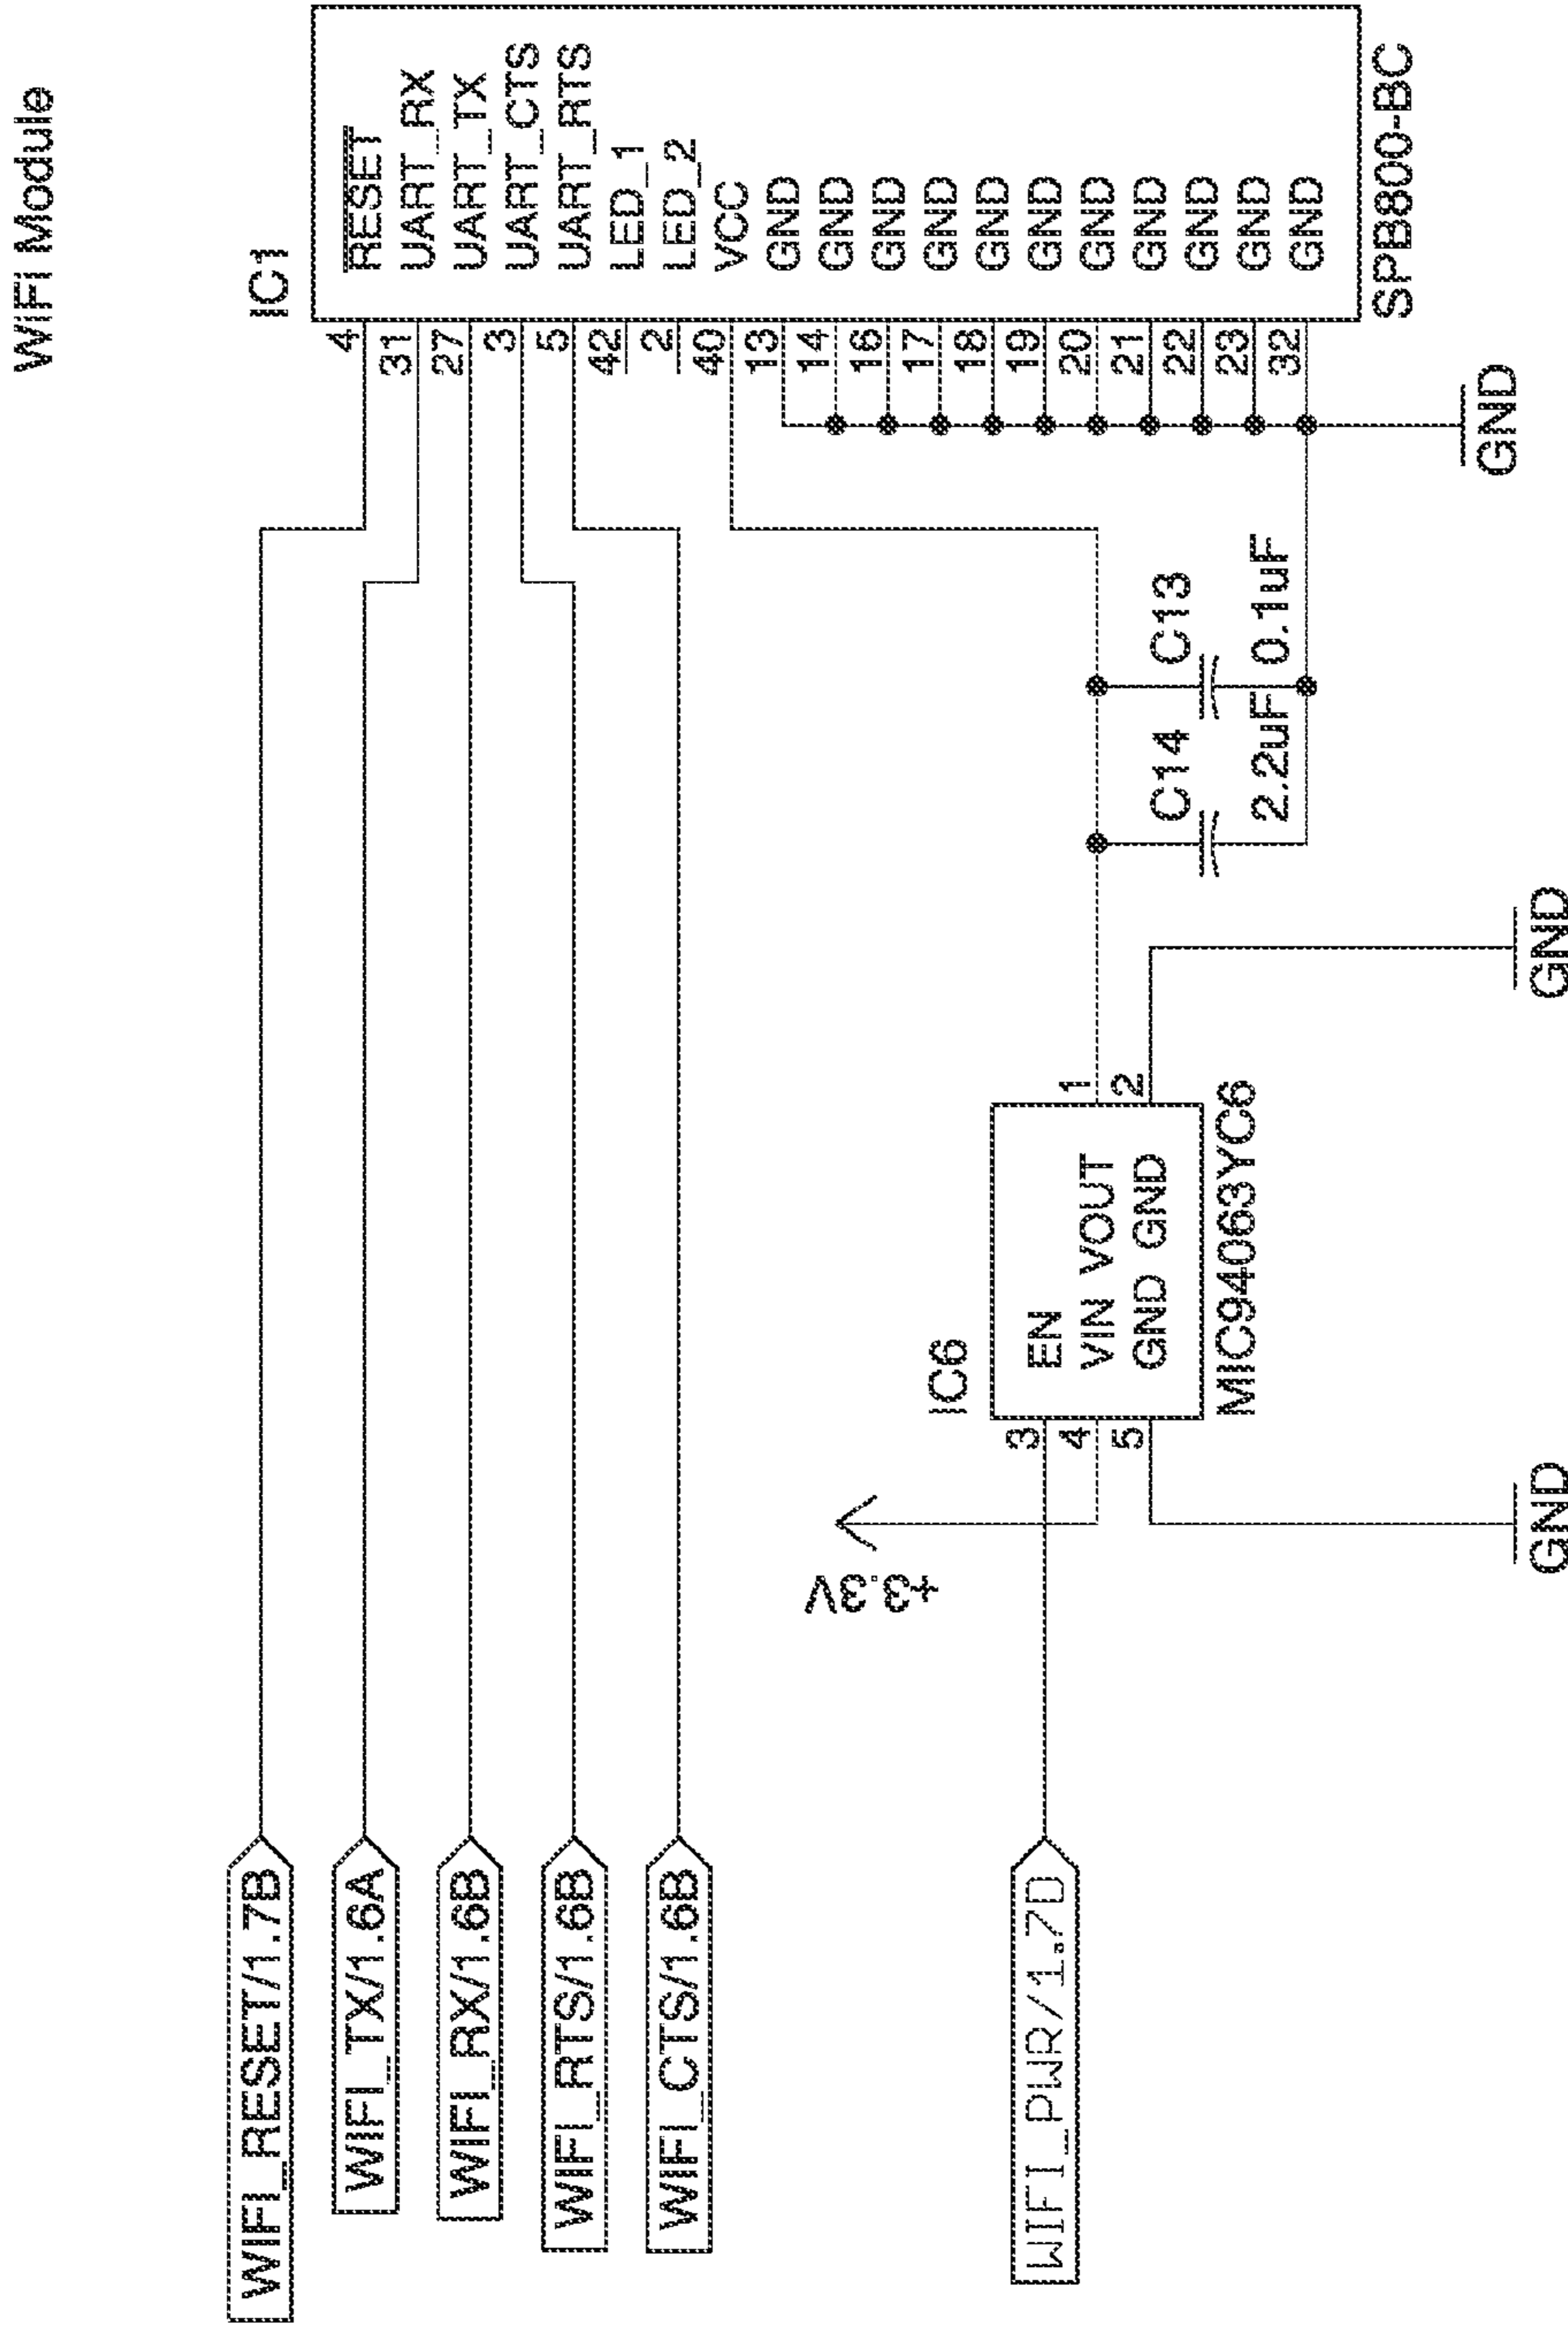 WiFi Module
IC1
WIFI_RESET/1.7B
4
RESET
WIFI_TX/1.6A
31
UART_RX
WIFI_RX/1.6B
27
UART_TX
WIFI_RTS/1.6B
3
UART_CTS
5
UART_RTS
WIFI_CTS/1.6B
42
LED_1
2
LED_2
40
VCC
13
GND
14
GND
16
GND
17
GND
18
GND
19
GND
20
GND
21
GND
22
GND
23
GND
32
GND
SPB800-BC
GND
+3.3V
IC6
WIFI_PWR/1.7D
3
EN
4
VIN VOUT
1
5
GND GND
2
MIC94063YC6
C14
C13
2.2uF
0.1uF
GND
GND